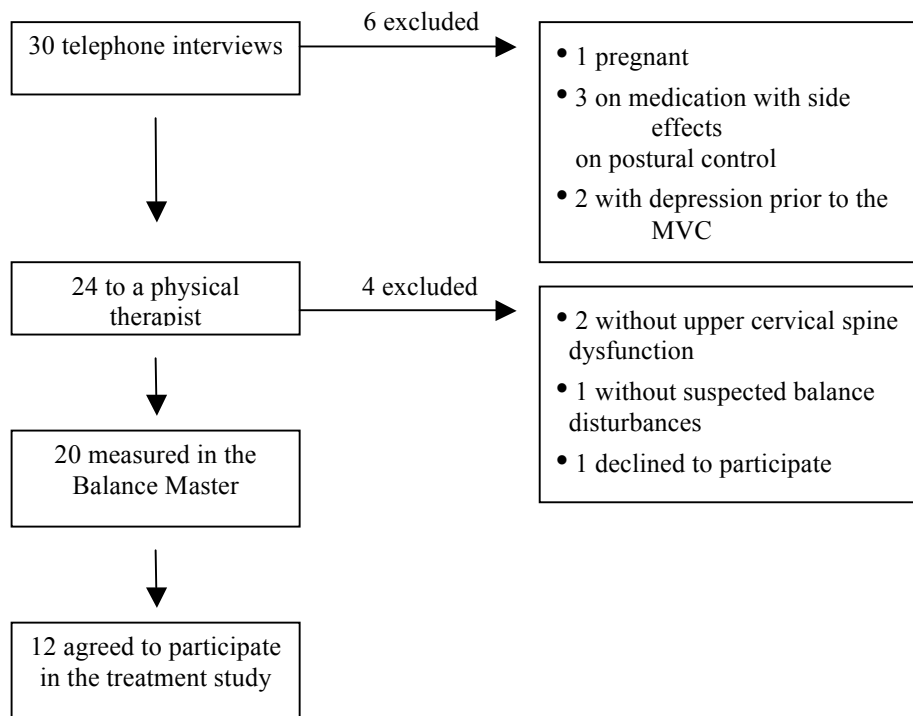 30 telephone interviews
6 excluded
• 1 pregnant
• 3 on medication with side
effects
on postural control
• 2 with depression prior to the
MVC
24 to a physical
therapist
4 excluded
• 2 without upper cervical spine
dysfunction
• 1 without suspected balance
disturbances
• 1 declined to participate
20 measured in the
Balance Master
12 agreed to participate
in the treatment study